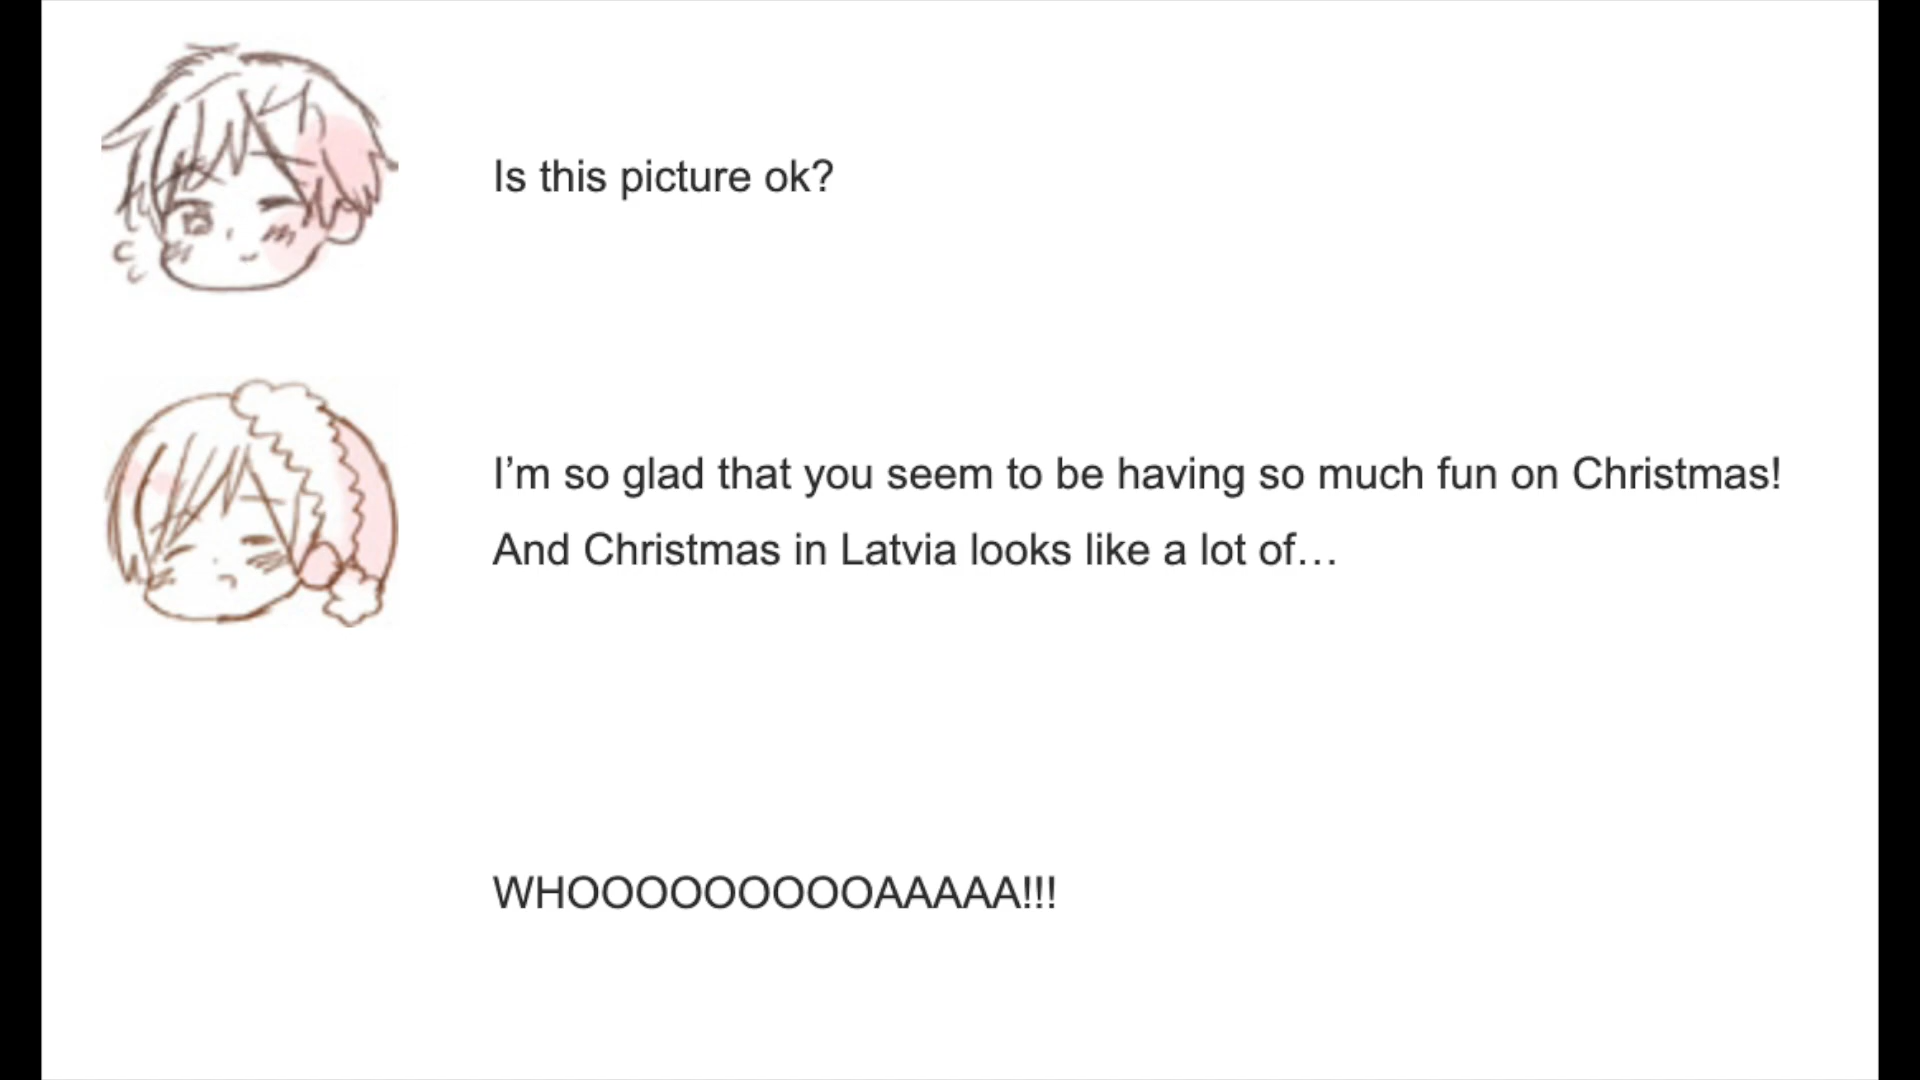 Is this picture ok?
I’m so glad that you seem to be having so much fun on Christmas!
And Christmas in Latvia looks like a lot of…
WHOOOOOOOOOAAAAA!!!